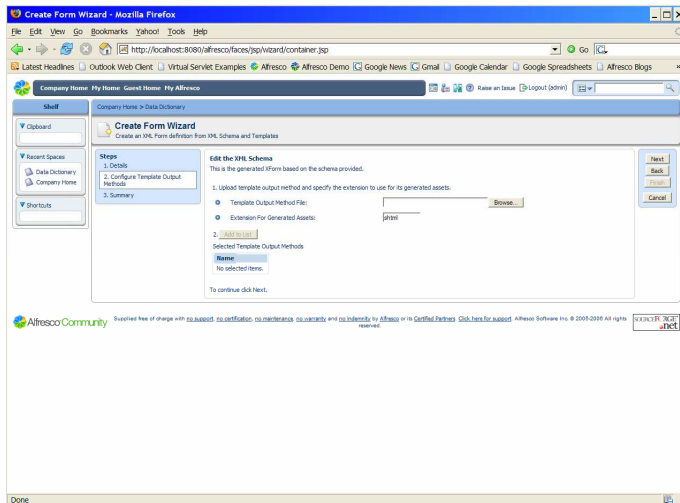 Create Form Wizard - Mozilla Firefox
File Edit View Go Bookmarks Yahoo! Tools Help
http://localhost:8080/alfresco/faces/jsp/wizard/container.jsp Go
Latest Headlines Outlook Web Client Virtual Servlet Examples Alfresco Alfresco Demo Google News Gmail Google Calendar Google Spreadsheets Alfresco Blogs »
Company Home My Home Guest Home My Alfresco Raise an Issue Logout (admin)
Shelf
Company Home > Data Dictionary
Clipboard
Create Form Wizard
Create an XML Form definition from XML Schema and Templates
Recent Spaces
Data Dictionary
Company Home
Shortcuts
Steps
1. Details
2. Configure Template Output Methods
3. Summary
Edit the XML Schema
This is the generated XForm based on the schema provided.
1. Upload template output method and specify the extension to use for its generated assets.
Template Output Method File: Browse...
Extension For Generated Assets: shtml
2. Add to List
Selected Template Output Methods
Name
No selected items.
To continue click Next.
Next
Back
Finish
Cancel
Alfresco Community
Supplied free of charge with no support, no certification, no maintenance, no warranty and no indemnity by Alfresco or its Certified Partners. Click here for support. Alfresco Software Inc. © 2005-2006 All rights reserved.
SOURCEFORGE .net
Done